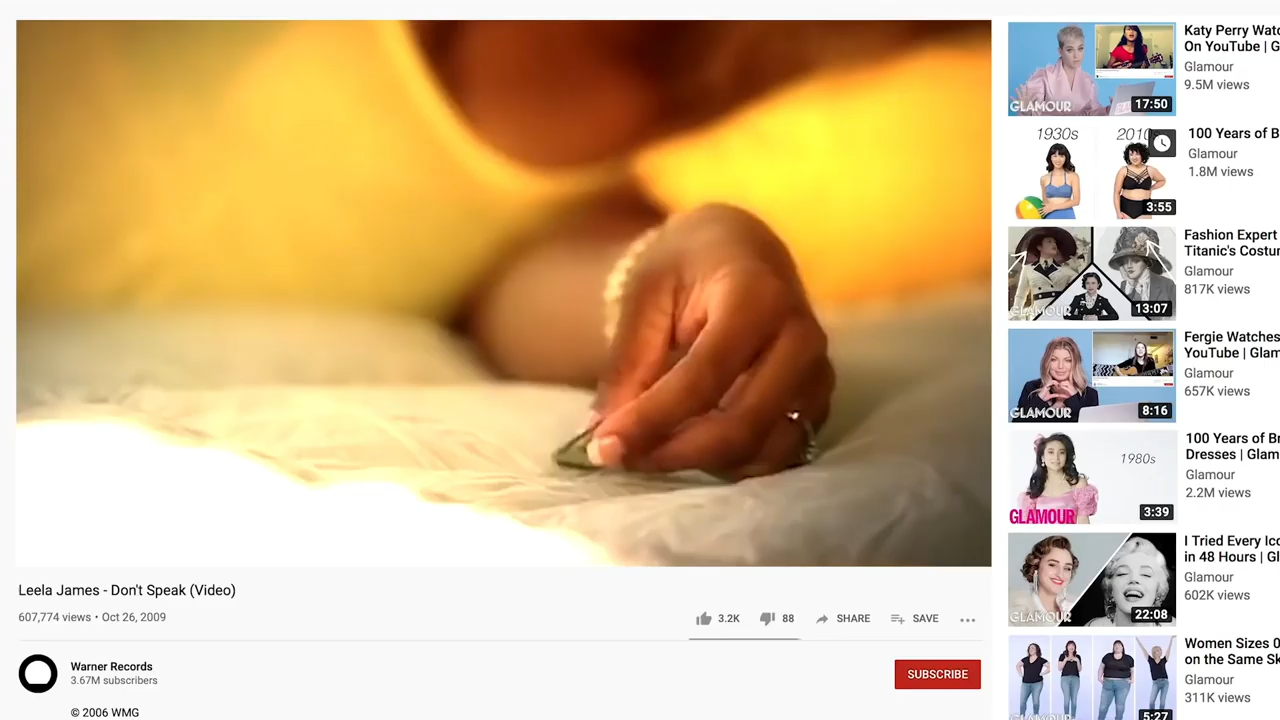 Leela James - Don't Speak (Video)
607,774 views • Oct 26, 2009
3.2K
88
SHARE
SAVE
Warner Records
3.67M subscribers
SUBSCRIBE
© 2006 WMG
GLAMOUR
17:50
Katy Perry Watc
On YouTube | G
Glamour
9.5M views
1930s
2010s
3:55
100 Years of B
Glamour
1.8M views
GLAMOUR
13:07
Fashion Expert
Titanic's Costu
Glamour
817K views
GLAMOUR
8:16
Fergie Watches
YouTube | Glam
Glamour
657K views
1980s
GLAMOUR
3:39
100 Years of Br
Dresses | Glam
Glamour
2.2M views
GLAMOUR
22:08
I Tried Every Ico
in 48 Hours | Gl
Glamour
602K views
GLAMOUR
5:27
Women Sizes 0
on the Same Sk
Glamour
311K views